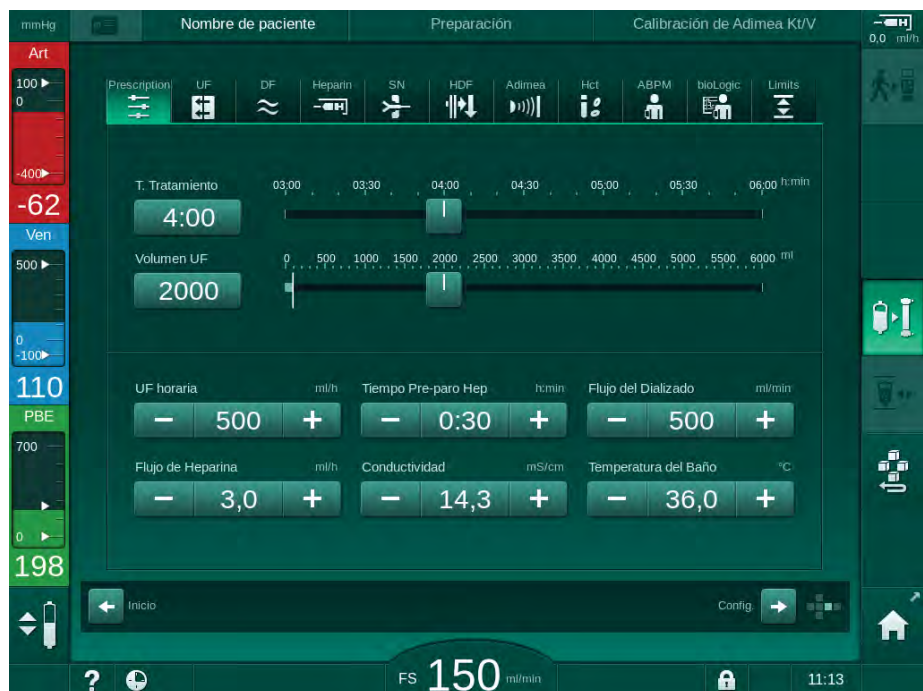 mmHg
Nombre de paciente
Preparación
Calibración de Adimea Kt/V
0,0 ml/h
Art
100
0
-400
-62
Ven
500
0
-100
110
PBE
700
0
198
Prescription UF DF Heparin SN HDF Adimea Hct ABPM bioLogic Limits
T. Tratamiento
4:00
03:00 03:30 04:00 04:30 05:00 05:30 06:00 h:min
Volumen UF
2000
0 500 1000 1500 2000 2500 3000 3500 4000 4500 5000 5500 6000 ml
UF horaria ml/h
− 500 +
Tiempo Pre-paro Hep h:min
− 0:30 +
Flujo del Dializado ml/min
− 500 +
Flujo de Heparina ml/h
− 3,0 +
Conductividad mS/cm
− 14,3 +
Temperatura del Baño °C
− 36,0 +
Inicio
Config.
? FS 150 ml/min 11:13